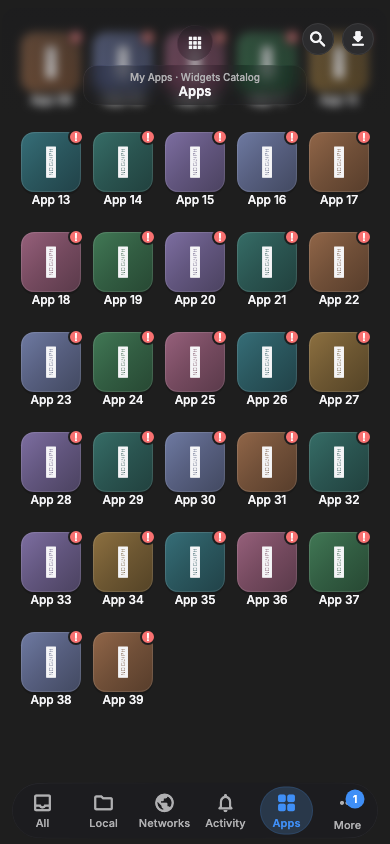 My Apps · Widgets Catalog
Apps
App 13 App 14 App 15 App 16 App 17
App 18 App 19 App 20 App 21 App 22
App 23 App 24 App 25 App 26 App 27
App 28 App 29 App 30 App 31 App 32
App 33 App 34 App 35 App 36 App 37
App 38 App 39
1
All Local Networks Activity Apps More